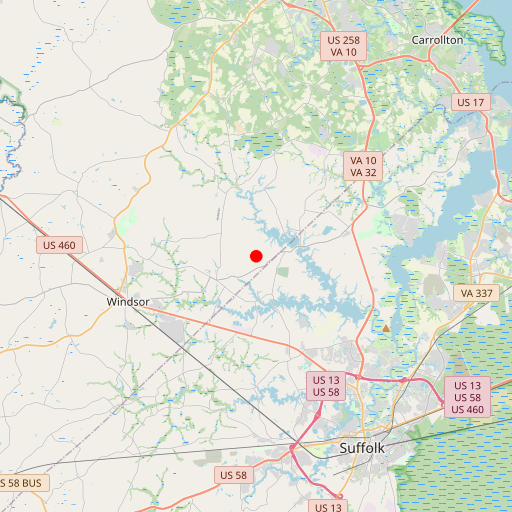 US 258
VA 10
Carrollton
US 17
VA 10
VA 32
US 460
VA 337
Windsor
US 13
US 58
US 13
US 58
US 460
Suffolk
US 58
S 58 BUS
US 13